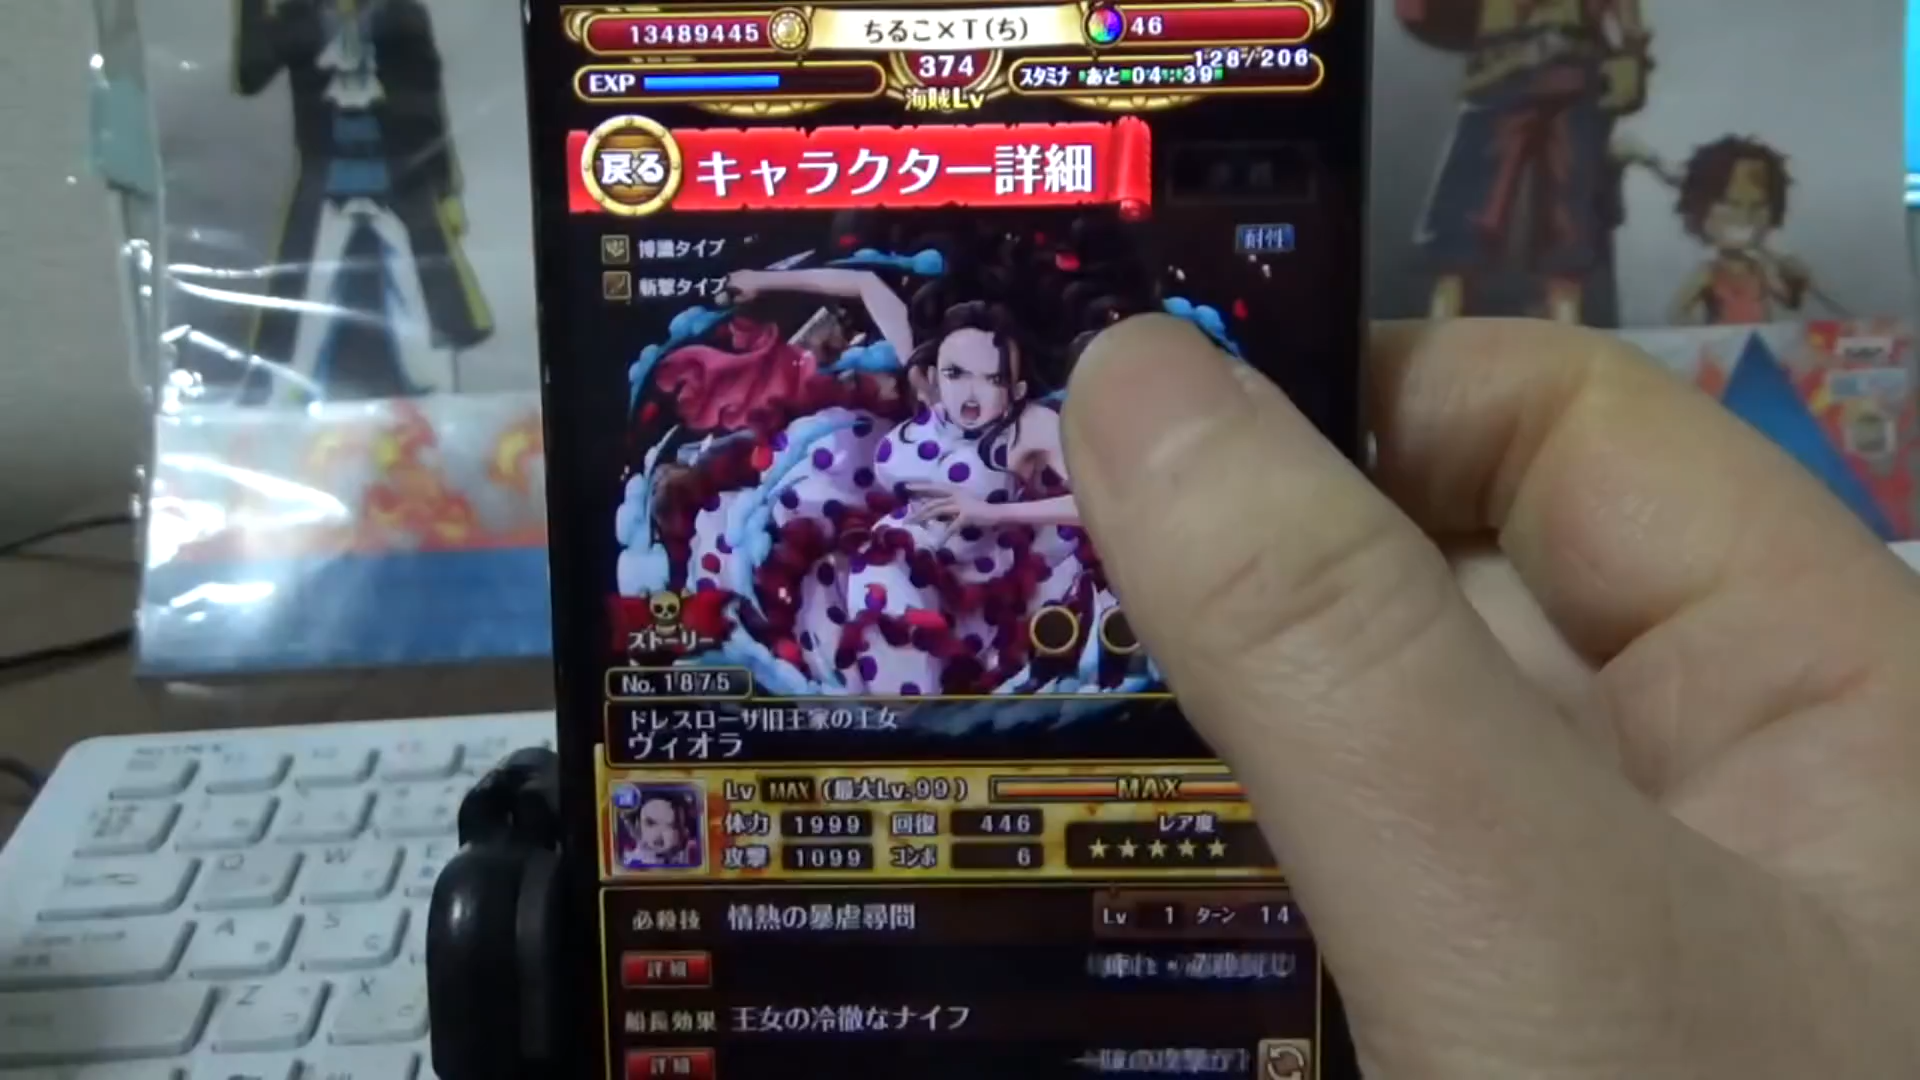 13489445
ちるこ×T(ち)
46
EXP
374
海賊Lv
128/206
スタミナ あと04:39
戻る
キャラクター詳細
博識タイプ
斬撃タイプ
耐性
ストーリー
No.1875
ドレスローザ旧王家の王女
ヴィオラ
Lv MAX (最大Lv.99) MAX
体力 1999 回復 446
レア度
攻撃 1099 コンボ 6
★★★★★
必殺技 情熱の暴虐尋問
Lv 1 ターン 14
詳細
船長効果 王女の冷徹なナイフ
詳細
Q
W
E
A
S
Z
X